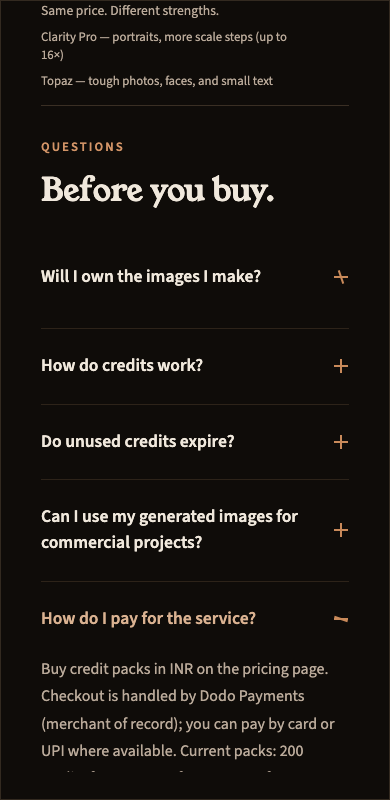 Same price. Different strengths.
Clarity Pro — portraits, more scale steps (up to
16×)
Topaz — tough photos, faces, and small text
QUESTIONS
Before you buy.
Will I own the images I make?
How do credits work?
Do unused credits expire?
Can I use my generated images for
commercial projects?
How do I pay for the service?
Buy credit packs in INR on the pricing page.
Checkout is handled by Dodo Payments
(merchant of record); you can pay by card or
UPI where available. Current packs: 200